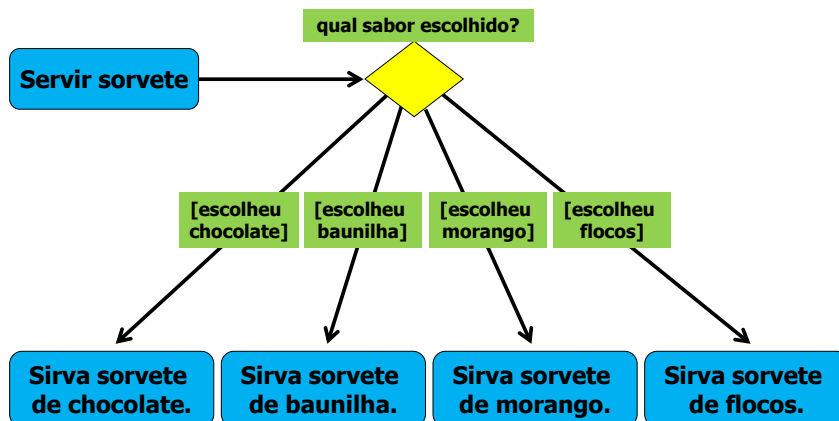 qual sabor escolhido?
Servir sorvete
[escolheu
chocolate]
[escolheu
baunilha]
[escolheu
morango]
[escolheu
flocos]
Sirva sorvete
de chocolate.
Sirva sorvete
de baunilha.
Sirva sorvete
de morango.
Sirva sorvete
de flocos.